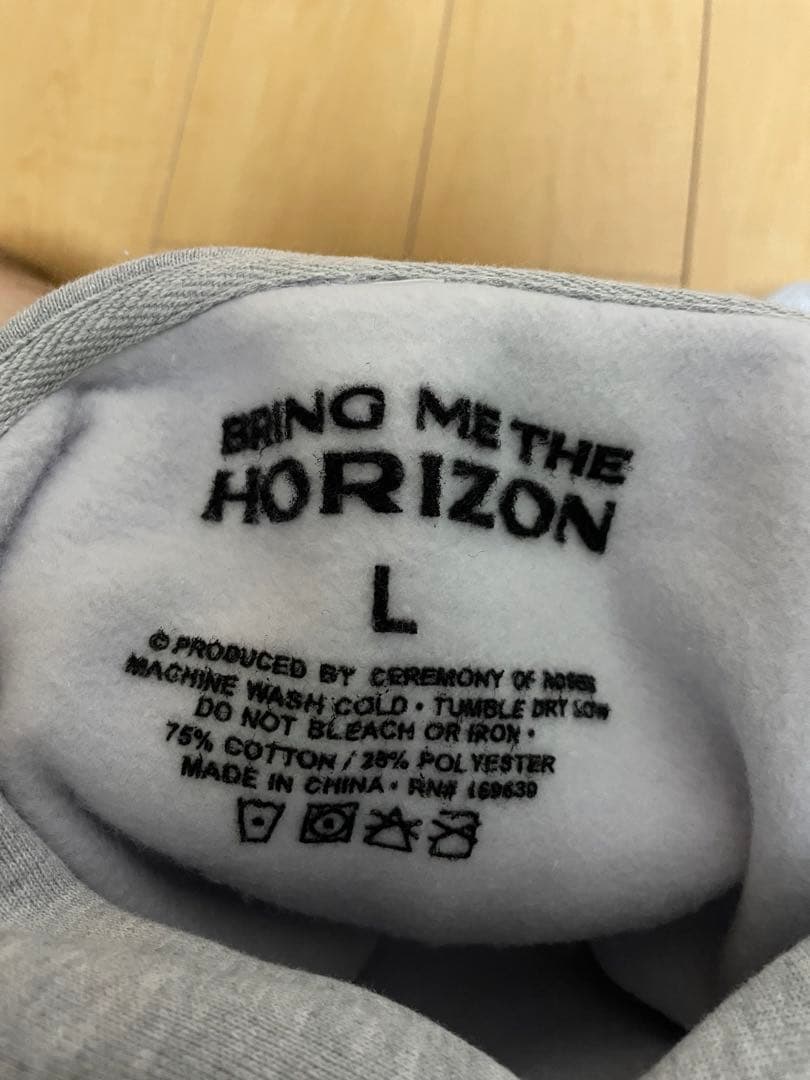 BRING ME THE
HORIZON
L
© PRODUCED BY CEREMONY OF ROSES
MACHINE WASH COLD • TUMBLE DRY LOW
DO NOT BLEACH OR IRON •
75% COTTON / 25% POLYESTER
MADE IN CHINA • RN# 169639